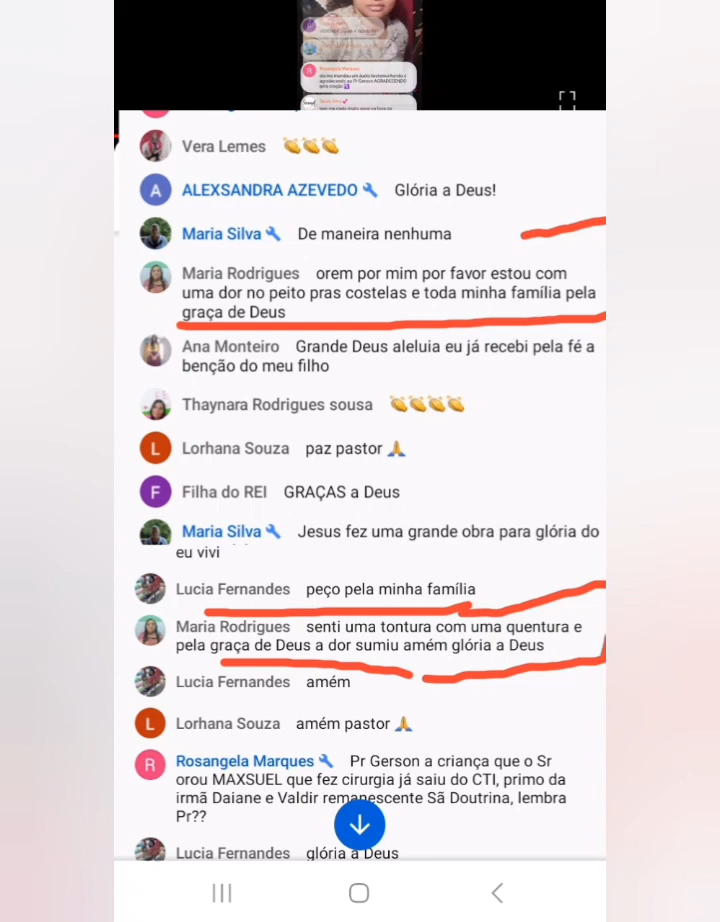 Rosangela Marques
Vera Lemes 👏👏👏
A ALEXSANDRA AZEVEDO Glória a Deus!
Maria Silva De maneira nenhuma
Maria Rodrigues orem por mim por favor estou com
uma dor no peito pras costelas e toda minha família pela
graça de Deus
Ana Monteiro Grande Deus aleluia eu já recebi pela fé a
benção do meu filho
Thaynara Rodrigues sousa 👏👏👏👏
L Lorhana Souza paz pastor 🙏
F Filha do REI GRAÇAS a Deus
Maria Silva Jesus fez uma grande obra para glória do
eu vivi
Lucia Fernandes peço pela minha família
Maria Rodrigues senti uma tontura com uma quentura e
pela graça de Deus a dor sumiu amém glória a Deus
Lucia Fernandes amém
L Lorhana Souza amém pastor 🙏
R Rosangela Marques Pr Gerson a criança que o Sr
orou MAXSUEL que fez cirurgia já saiu do CTI, primo da
irmã Daiane e Valdir remanescente Sã Doutrina, lembra
Pr??
Lucia Fernandes glória a Deus